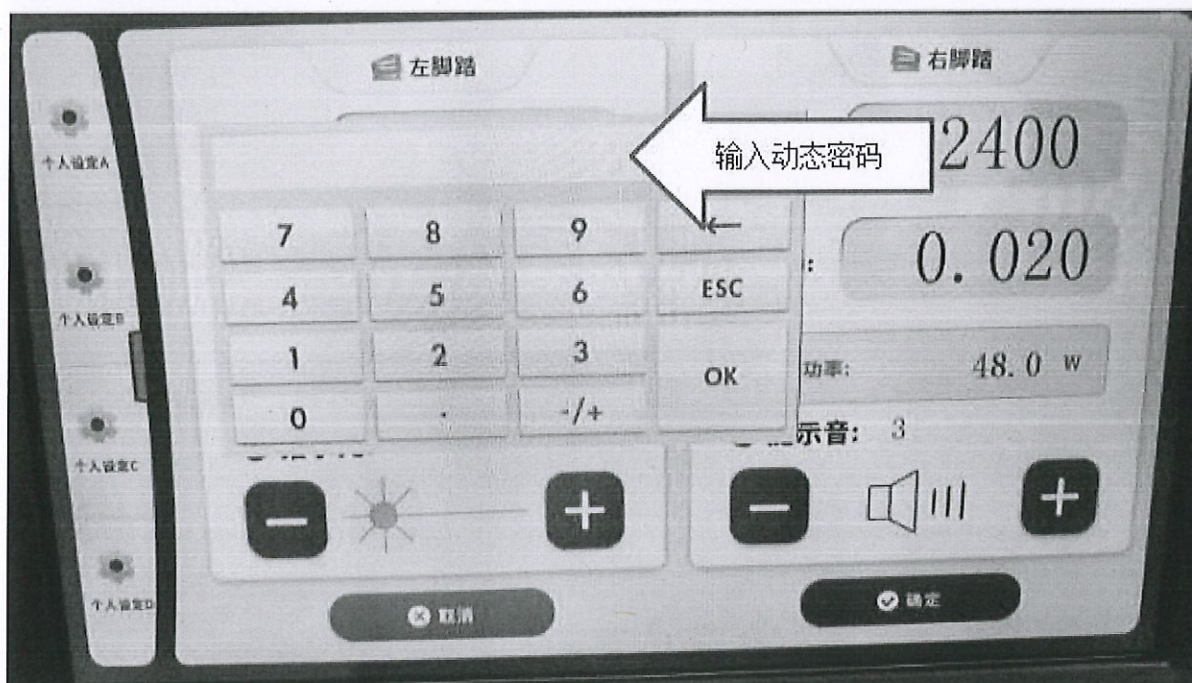 左脚踏
右脚踏
个人设定A
输入动态密码
2400
7 8 9 ←
个人设定B
: 0.020
4 5 6 ESC
1 2 3 OK
功率: 48.0 W
0 . -/+
示音: 3
个人设定C
个人设定D
取消
确定